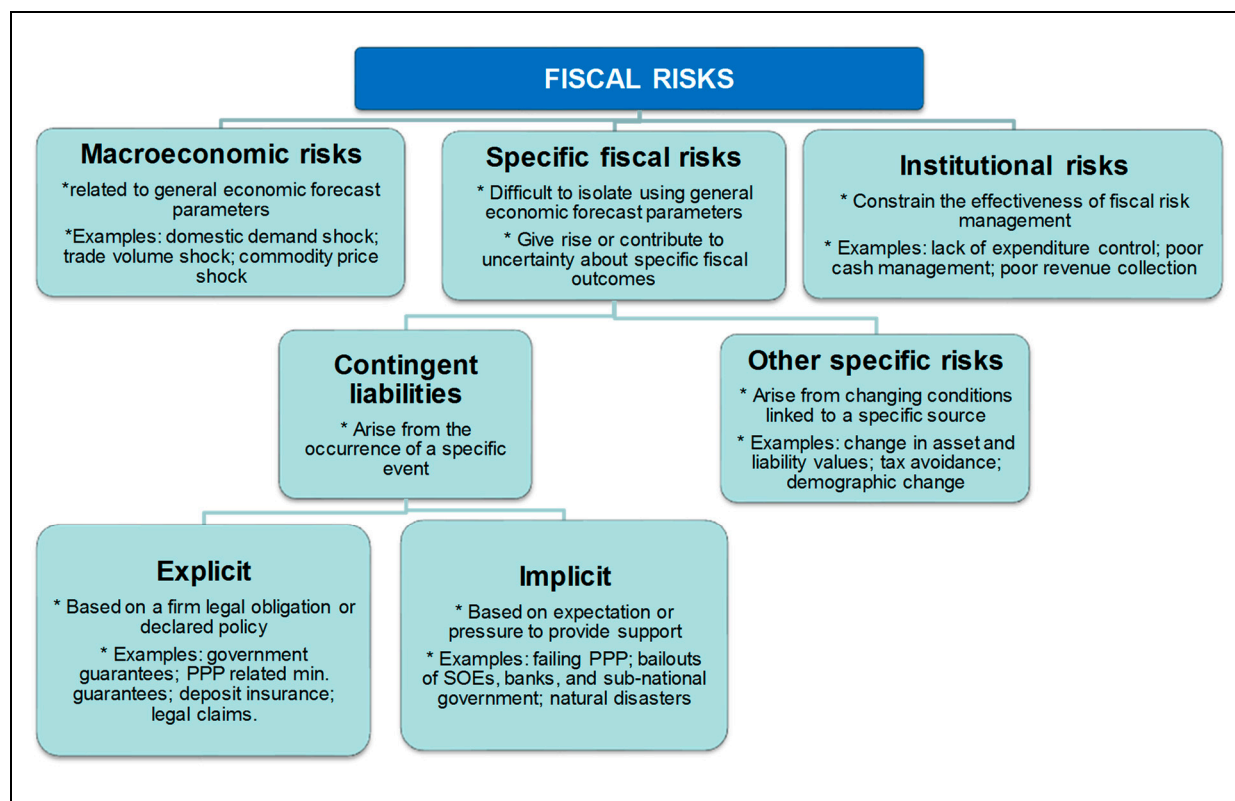 FISCAL RISKS
Macroeconomic risks
*related to general economic forecast
parameters
*Examples: domestic demand shock;
trade volume shock; commodity price
shock
Specific fiscal risks
* Difficult to isolate using general
economic forecast parameters
* Give rise or contribute to
uncertainty about specific fiscal
outcomes
Institutional risks
* Constrain the effectiveness of fiscal risk
management
* Examples: lack of expenditure control; poor
cash management; poor revenue collection
Contingent
liabilities
* Arise from the
occurrence of a specific
event
Other specific risks
* Arise from changing conditions
linked to a specific source
* Examples: change in asset and
liability values; tax avoidance;
demographic change
Explicit
* Based on a firm legal obligation or
declared policy
* Examples: government
guarantees; PPP related min.
guarantees; deposit insurance;
legal claims.
Implicit
* Based on expectation or
pressure to provide support
* Examples: failing PPP; bailouts
of SOEs, banks, and sub-national
government; natural disasters